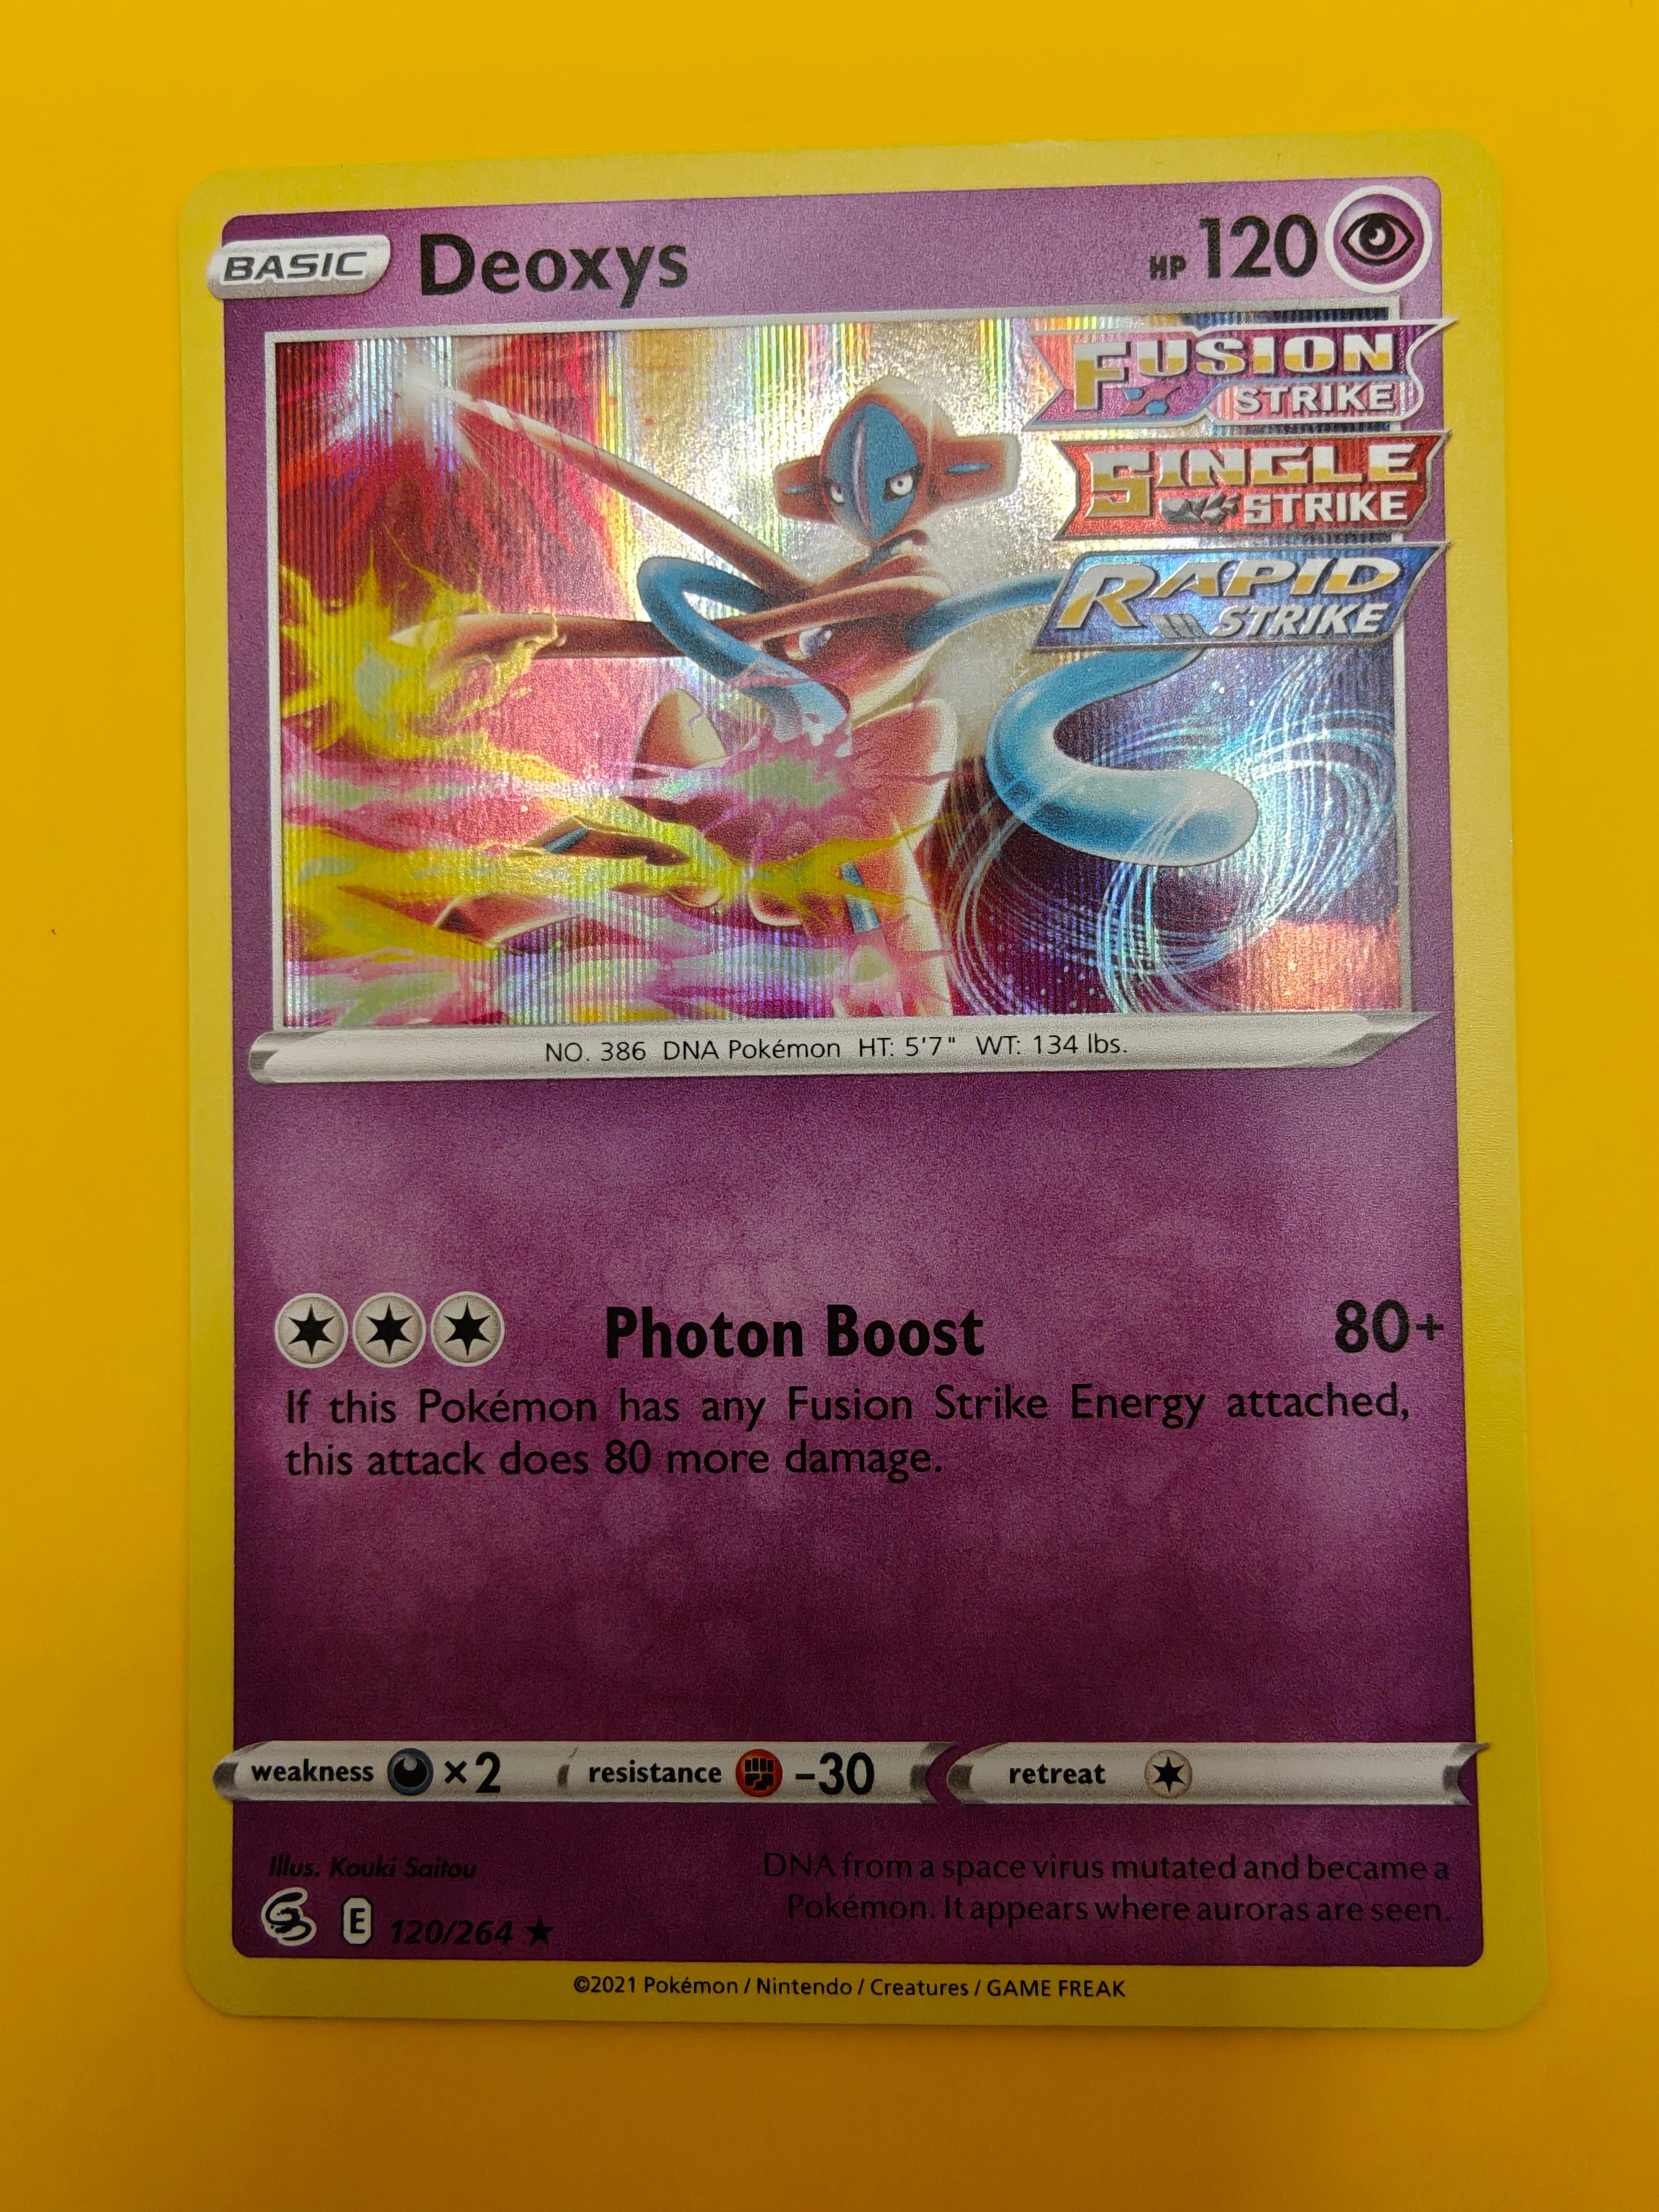 BASIC Deoxys HP 120
FUSION
STRIKE
SINGLE
STRIKE
RAPID
STRIKE
NO. 386 DNA Pokémon HT: 5'7" WT: 134 lbs.
Photon Boost 80+
If this Pokémon has any Fusion Strike Energy attached,
this attack does 80 more damage.
weakness ×2 resistance -30 retreat
Illus. Kouki Saitou
E 120/264 ★
DNA from a space virus mutated and became a
Pokémon. It appears where auroras are seen.
©2021 Pokémon / Nintendo / Creatures / GAME FREAK